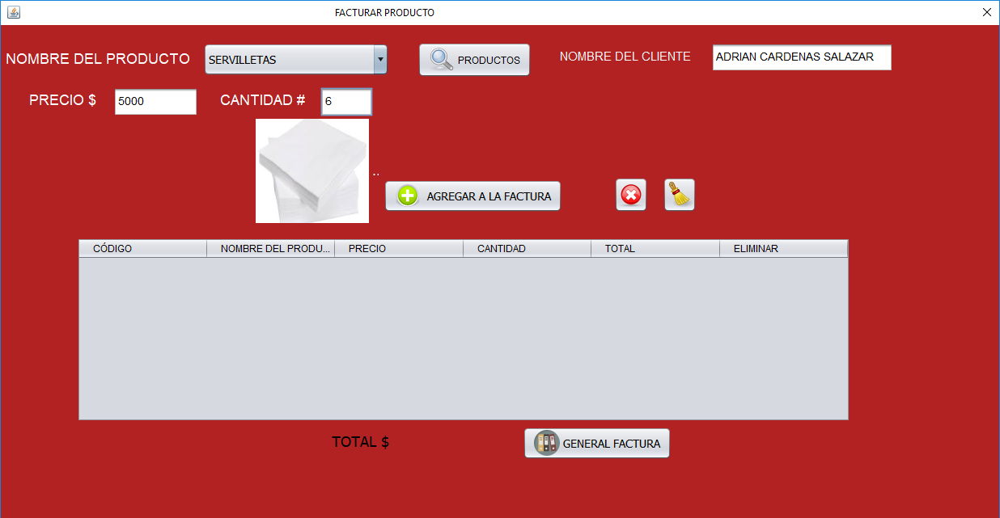 FACTURAR PRODUCTO
NOMBRE DEL PRODUCTO SERVILLETAS PRODUCTOS NOMBRE DEL CLIENTE ADRIAN CARDENAS SALAZAR
PRECIO $ 5000 CANTIDAD # 6
..
AGREGAR A LA FACTURA
CÓDIGO NOMBRE DEL PRODU... PRECIO CANTIDAD TOTAL ELIMINAR
TOTAL $ GENERAL FACTURA